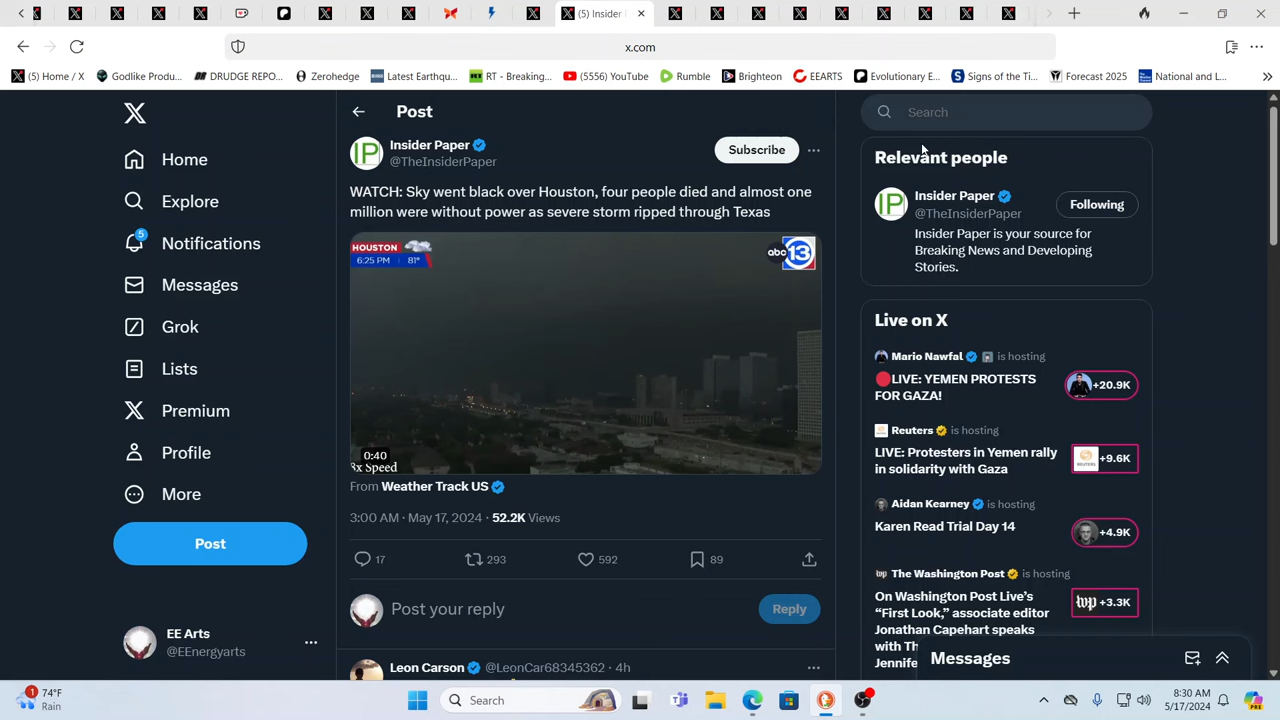 (5) Insider
x.com
(5) Home / X
Godlike Produ...
DRUDGE REPO...
Zerohedge
Latest Earthqu...
RT - Breaking...
(5556) YouTube
Rumble
Brighteon
EEARTS
Evolutionary E...
Signs of the Ti...
Forecast 2025
National and L...
Home
Explore
5
Notifications
Messages
Grok
Lists
Premium
Profile
More
Post
EE Arts
@EEnergyarts
Post
Insider Paper
@TheInsiderPaper
Subscribe
WATCH: Sky went black over Houston, four people died and almost one
million were without power as severe storm ripped through Texas
HOUSTON
6:25 PM 81°
abc 13
0:40
3x Speed
From Weather Track US
3:00 AM · May 17, 2024 · 52.2K Views
17 293 592 89
Post your reply
Reply
Leon Carson @LeonCar68345362 · 4h
Search
Relevant people
Insider Paper
@TheInsiderPaper
Following
Insider Paper is your source for
Breaking News and Developing
Stories.
Live on X
Mario Nawfal is hosting
LIVE: YEMEN PROTESTS
FOR GAZA!
+20.9K
Reuters is hosting
LIVE: Protesters in Yemen rally
in solidarity with Gaza
+9.6K
Aidan Kearney is hosting
Karen Read Trial Day 14
+4.9K
The Washington Post is hosting
On Washington Post Live's
"First Look," associate editor
Jonathan Capehart speaks
with Th
Jennife
+3.3K
Messages
1
74°F
Rain
Search
8:30 AM
5/17/2024